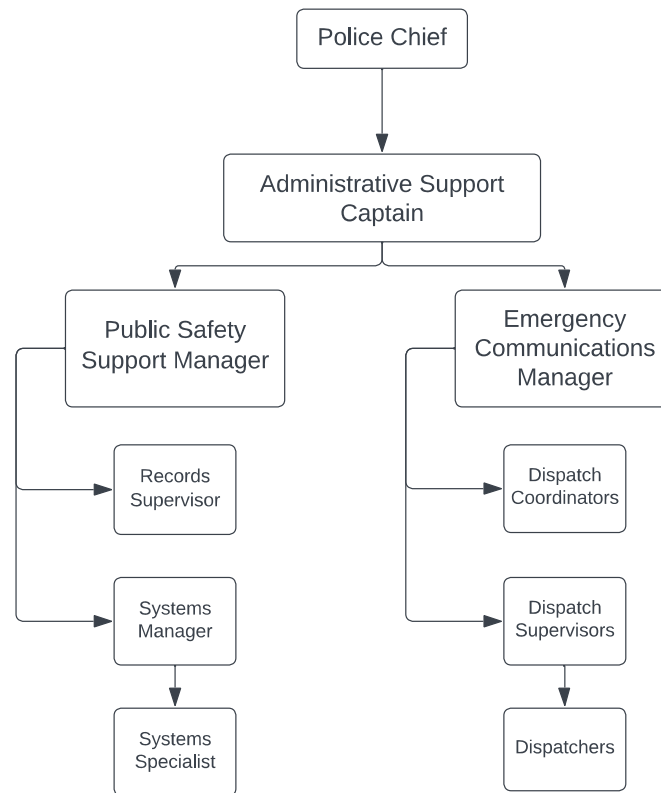 Police Chief
Administrative Support
Captain
Public Safety
Support Manager
Emergency
Communications
Manager
Records
Supervisor
Dispatch
Coordinators
Systems
Manager
Dispatch
Supervisors
Systems
Specialist
Dispatchers